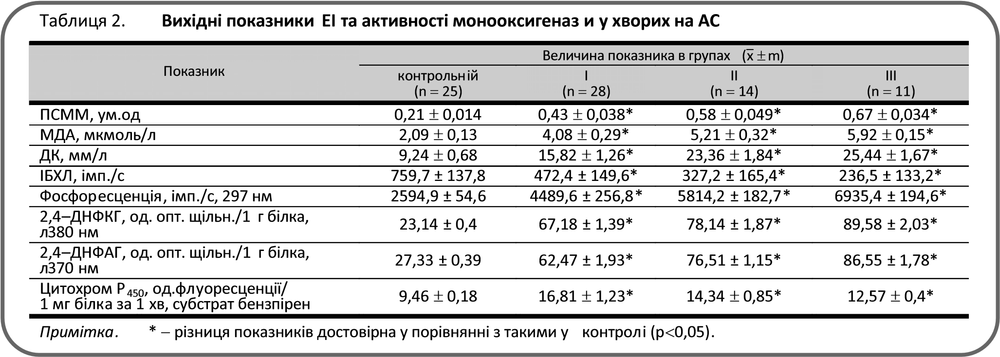 Таблиця 2. Вихідні показники ЕІ та активності монооксигеназ и у хворих на АС
Показник
Величина показника в групах (x̅ ± m)
контрольній (n = 25)
I (n = 28)
II (n = 14)
III (n = 11)
ПСММ, ум.од 0,21 ± 0,014 0,43 ± 0,038* 0,58 ± 0,049* 0,67 ± 0,034*
МДА, мкмоль/л 2,09 ± 0,13 4,08 ± 0,29* 5,21 ± 0,32* 5,92 ± 0,15*
ДК, мм/л 9,24 ± 0,68 15,82 ± 1,26* 23,36 ± 1,84* 25,44 ± 1,67*
ІБХЛ, імп./с 759,7 ± 137,8 472,4 ± 149,6* 327,2 ± 165,4* 236,5 ± 133,2*
Фосфоресценція, імп./с, 297 нм 2594,9 ± 54,6 4489,6 ± 256,8* 5814,2 ± 182,7* 6935,4 ± 194,6*
2,4–ДНФКГ, од. опт. щільн./1 г білка,
л380 нм 23,14 ± 0,4 67,18 ± 1,39* 78,14 ± 1,87* 89,58 ± 2,03*
2,4–ДНФАГ, од. опт. щільн./1 г білка,
л370 нм 27,33 ± 0,39 62,47 ± 1,93* 76,51 ± 1,15* 86,55 ± 1,78*
Цитохром Р450, од.флуоресценції/
1 мг білка за 1 хв, субстрат бензпірен 9,46 ± 0,18 16,81 ± 1,23* 14,34 ± 0,85* 12,57 ± 0,4*
Примітка. * – різниця показників достовірна у порівнянні з такими у контролі (p<0,05).